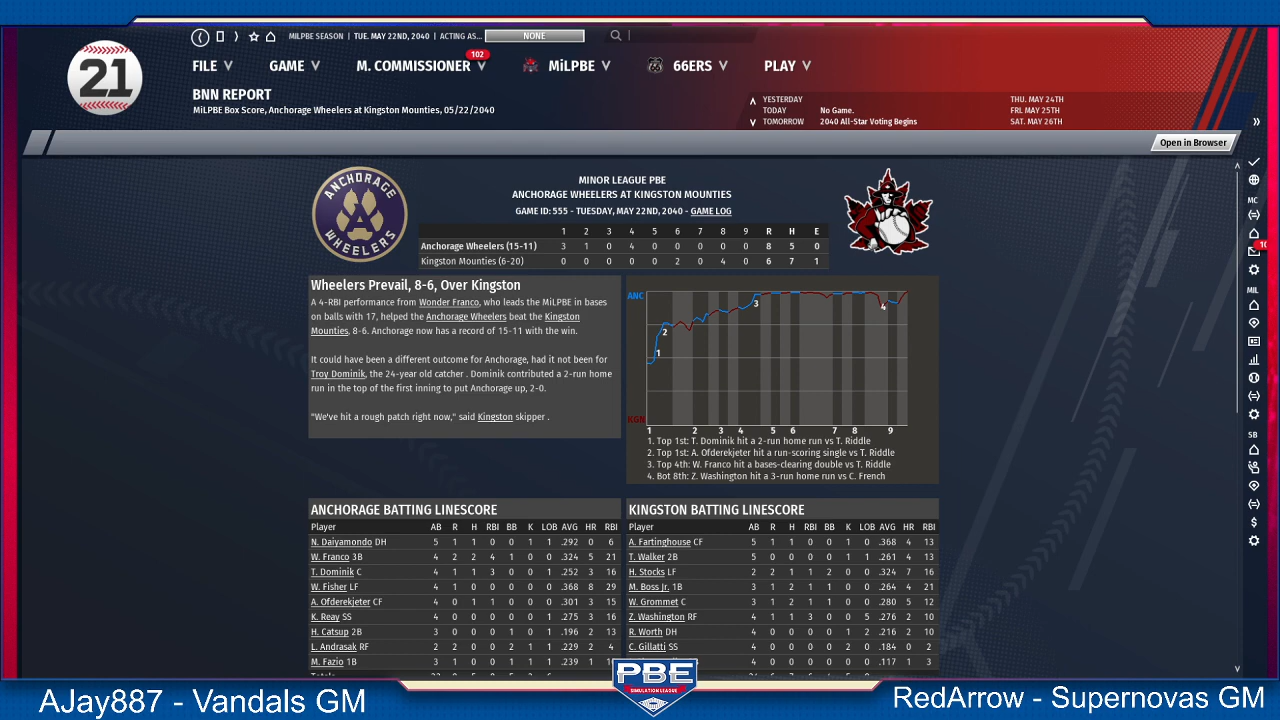 MiLPBE SEASON | TUE. MAY 22ND, 2040 | ACTING AS... NONE
21
102
FILE GAME M. COMMISSIONER MiLPBE 66ERS PLAY
BNN REPORT
MiLPBE Box Score, Anchorage Wheelers at Kingston Mounties, 05/22/2040
YESTERDAY THU. MAY 24TH
TODAY No Game. FRI. MAY 25TH
TOMORROW 2040 All-Star Voting Begins SAT. MAY 26TH
Open in Browser
ANCHORAGE WHEELERS
MINOR LEAGUE PBE
ANCHORAGE WHEELERS AT KINGSTON MOUNTIES
GAME ID: 555 - TUESDAY, MAY 22ND, 2040 - GAME LOG
1 2 3 4 5 6 7 8 9 R H E
Anchorage Wheelers (15-11) 3 1 0 4 0 0 0 0 0 8 5 0
Kingston Mounties (6-20) 0 0 0 0 0 2 0 4 0 6 7 1
Wheelers Prevail, 8-6, Over Kingston
A 4-RBI performance from Wonder Franco, who leads the MiLPBE in bases
on balls with 17, helped the Anchorage Wheelers beat the Kingston
Mounties, 8-6. Anchorage now has a record of 15-11 with the win.
It could have been a different outcome for Anchorage, had it not been for
Troy Dominik, the 24-year old catcher . Dominik contributed a 2-run home
run in the top of the first inning to put Anchorage up, 2-0.
"We've hit a rough patch right now," said Kingston skipper .
ANC
KGN
1
2
3
4
1 2 3 4 5 6 7 8 9
1. Top 1st: T. Dominik hit a 2-run home run vs T. Riddle
2. Top 1st: A. Ofderekjeter hit a run-scoring single vs T. Riddle
3. Top 4th: W. Franco hit a bases-clearing double vs T. Riddle
4. Bot 8th: Z. Washington hit a 3-run home run vs C. French
ANCHORAGE BATTING LINESCORE
Player AB R H RBI BB K LOB AVG HR RBI
N. Daiyamondo DH 5 1 1 0 0 1 1 .292 0 6
W. Franco 3B 4 2 2 4 1 0 0 .324 5 21
T. Dominik C 4 1 1 3 0 0 1 .252 3 16
W. Fisher LF 4 1 0 0 0 0 0 .368 8 29
A. Ofderekjeter CF 4 0 1 1 0 0 0 .301 3 15
K. Reay SS 4 0 0 0 0 1 1 .275 3 16
H. Catsup 2B 3 0 0 0 1 0 1 .196 2 13
L. Andrasak RF 2 2 0 0 2 1 1 .229 2 4
M. Fazio 1B 3 1 0 0 1 1 1 .239 1
KINGSTON BATTING LINESCORE
Player AB R H RBI BB K LOB AVG HR RBI
A. Fartinghouse CF 5 1 1 0 0 1 0 .368 4 13
T. Walker 2B 5 0 0 0 0 1 1 .261 4 13
H. Stocks LF 2 2 1 1 2 0 0 .324 7 16
M. Boss Jr. 1B 3 1 2 1 1 0 0 .264 4 21
W. Grommet C 3 1 2 1 1 0 0 .280 5 12
Z. Washington RF 4 1 1 3 0 0 5 .276 2 10
R. Worth DH 4 0 0 0 0 1 2 .216 2 10
C. Gillatti SS 4 0 0 0 0 2 0 .184 0 2
4 0 0 0 0 0 0 .117 1 3
MC
10
MIL
SB
AJay887 - Vandals GM
PBE
SIMULATION LEAGUE
RedArrow - Supernovas GM